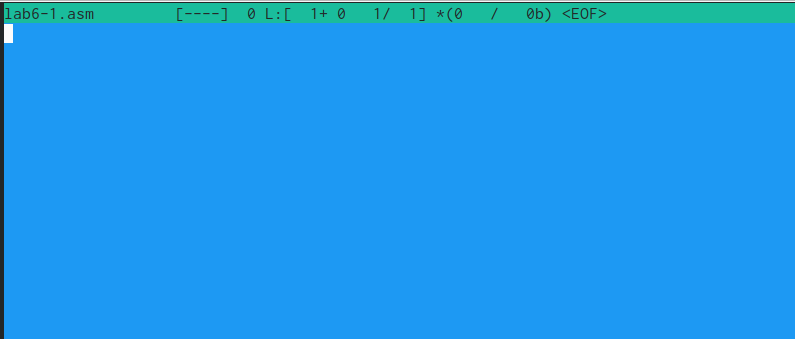 lab6-1.asm         [----]  0 L:[  1+ 0   1/  1] *(0   /   0b) <EOF>